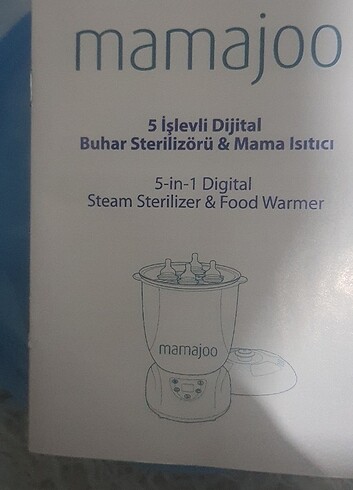 mamajoo
5 İşlevli Dijital
Buhar Sterilizörü & Mama Isıtıcı
5-in-1 Digital
Steam Sterilizer & Food Warmer
mamajoo